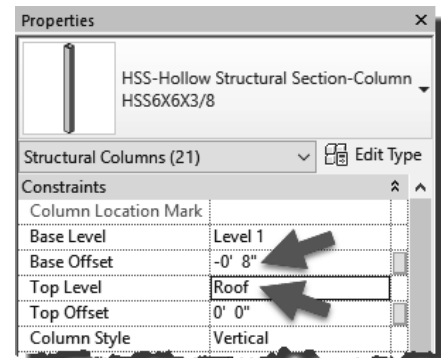 Properties ×
HSS-Hollow Structural Section-Column
HSS6X6X3/8
Structural Columns (21) Edit Type
Constraints
Column Location Mark
Base Level Level 1
Base Offset -0' 8"
Top Level Roof
Top Offset 0' 0"
Column Style Vertical